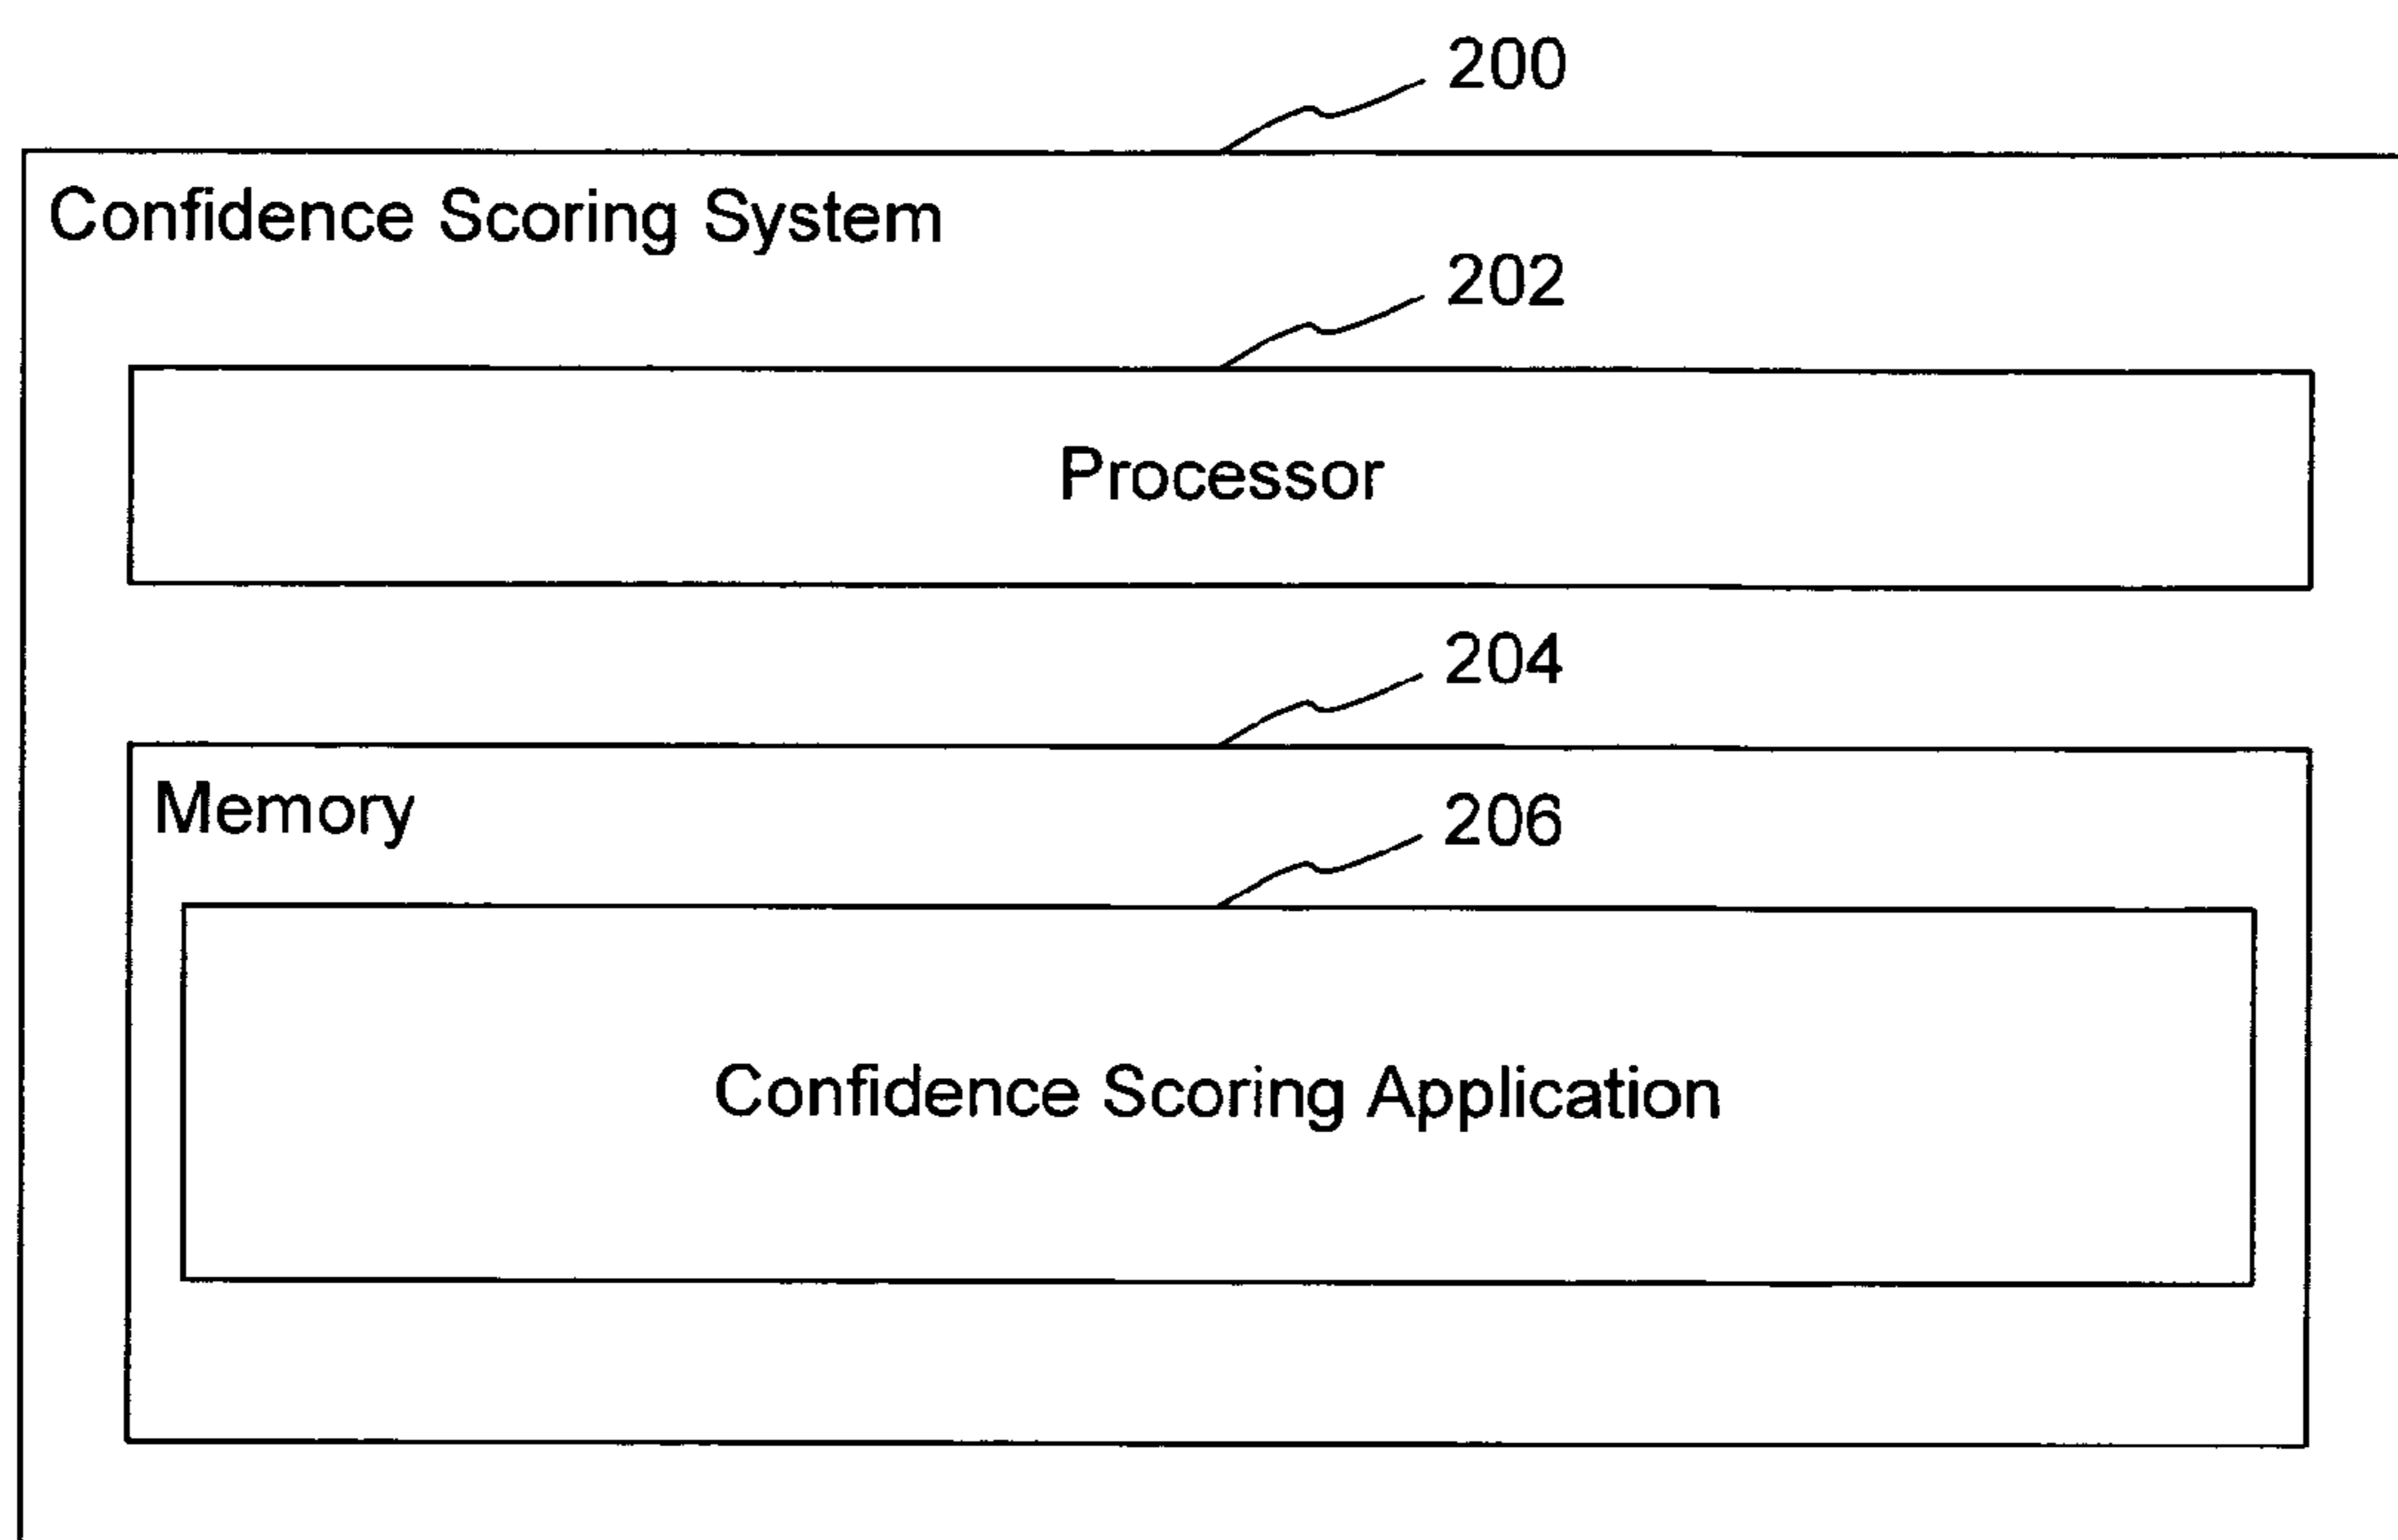 200
Confidence Scoring System
202
Processor
204
Memory
206
Confidence Scoring Application